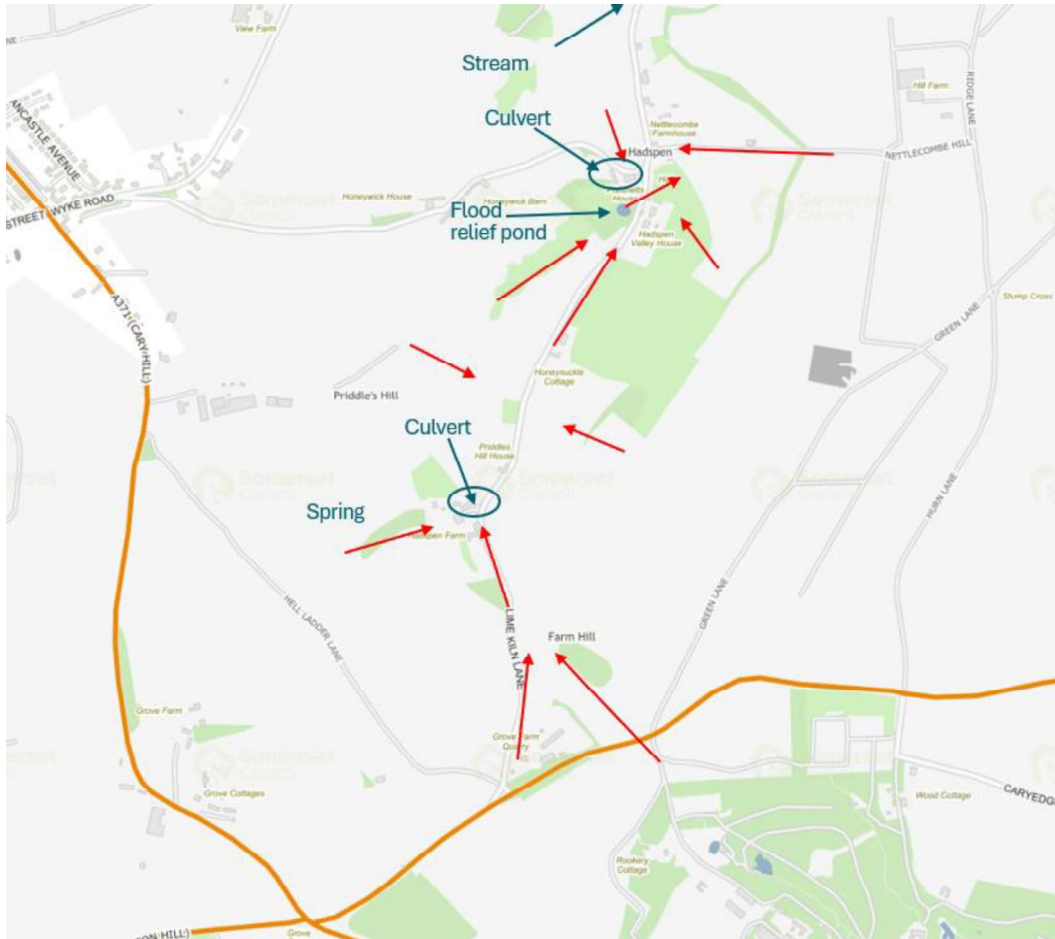 View Farm
ANCASTLE AVENUE
Stream
Culvert
Hill Farm
RIDGE LANE
Nettlecombe
Farmhouse
Hadspen
NETTLECOMBE HILL
Honeywick House
Honeywick Barn
House
STREET
WYKE ROAD
Flood
relief pond
Hadspen
Valley House
Somerset
Council
A371 (CARY HILL)
Stump Cross
GREEN LANE
Honeysuckle
Cottage
Priddle's Hill
Culvert
Priddles
Hill House
Spring
HURN LANE
HELL LADDER LANE
GREEN LANE
LIME KILN LANE
Farm Hill
Grove Farm
Grove Farm
Quarry
Grove Cottages
Wood Cottage
CARYEDGE
Rookery
Cottage
TON HILL)
Grove